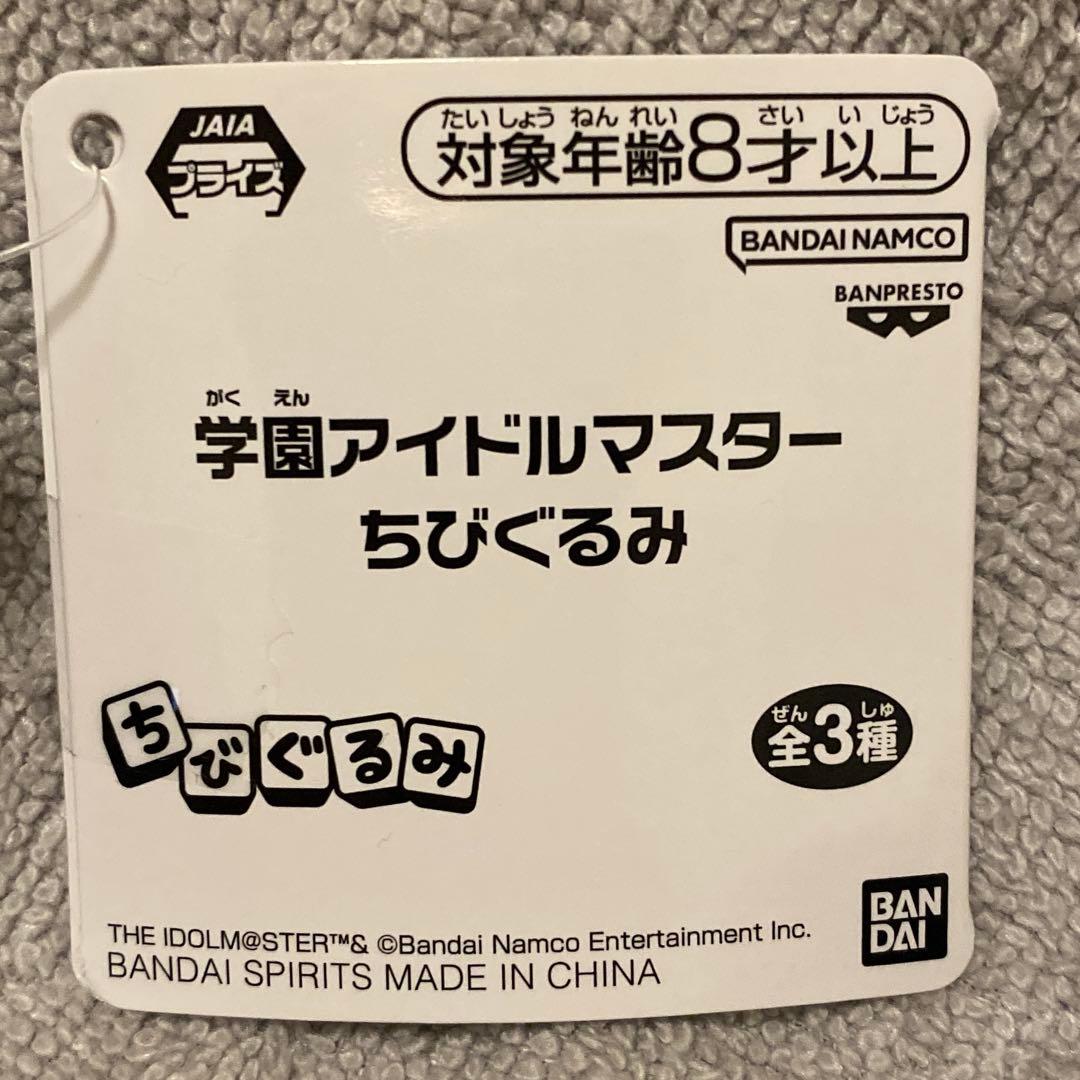 JAIA
プライズ
たいしょうねんれい さい い じょう
対象年齢8才以上
BANDAI NAMCO
BANPRESTO
がく えん
学園アイドルマスター
ちびぐるみ
ちびぐるみ
ぜん しゅ
全3種
BAN
DAI
THE IDOLM@STER™& ©Bandai Namco Entertainment Inc.
BANDAI SPIRITS MADE IN CHINA